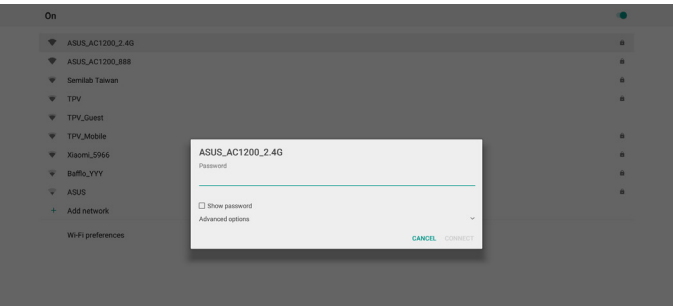 On
ASUS_AC1200_2.4G
ASUS_AC1200_888
Semilab Taiwan
TPV
TPV_Guest
TPV_Mobile
Xiaomi_5966
Baffio_YYY
ASUS
+ Add network
Wi-Fi preferences
ASUS_AC1200_2.4G
Password
Show password
Advanced options
CANCEL CONNECT